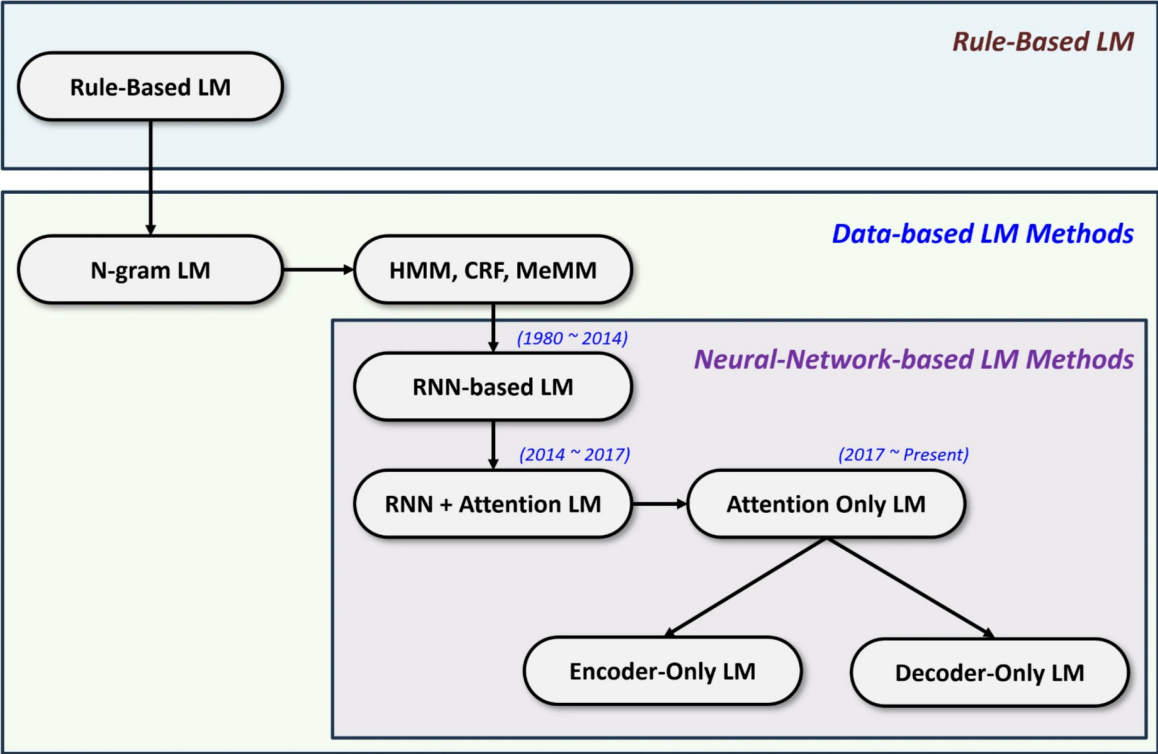 Rule-Based LM
Rule-Based LM
Data-based LM Methods
N-gram LM
HMM, CRF, MeMM
(1980 ~ 2014)
Neural-Network-based LM Methods
RNN-based LM
(2014 ~ 2017)
(2017 ~ Present)
RNN + Attention LM
Attention Only LM
Encoder-Only LM
Decoder-Only LM